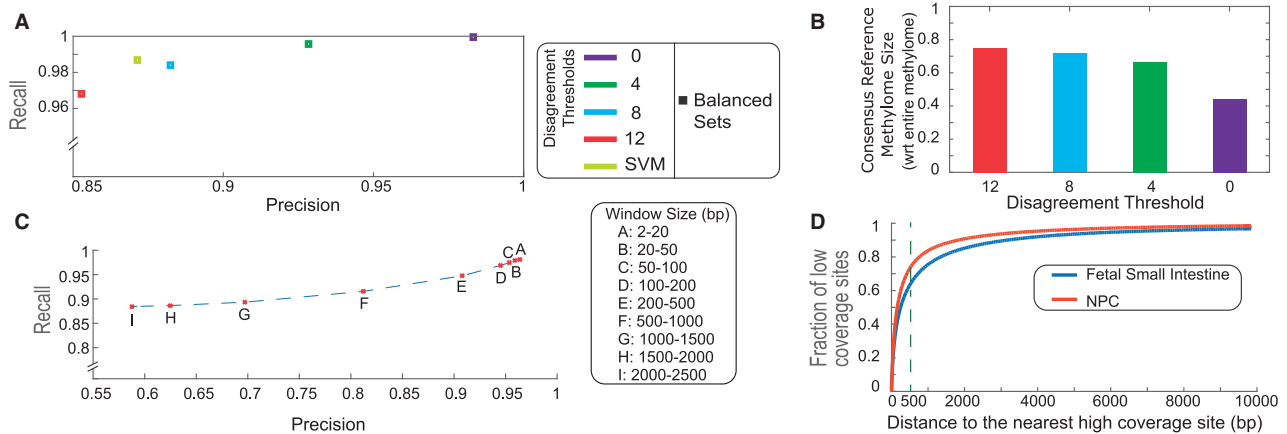 A
Recall
1
0.98
0.96
0.85
0.9
0.95
1
Precision
Disagreement
Thresholds
0
4
8
12
SVM
Balanced
Sets
B
Consensus Reference
Methylome Size
(wrt entire methylome)
1
0.8
0.6
0.4
0.2
0
12
8
4
0
Disagreement Threshold
C
Recall
1
0.95
0.9
0.85
0.8
I
H
G
F
E
D
C
B
A
0.55
0.6
0.65
0.7
0.75
0.8
0.85
0.9
0.95
1
Precision
Window Size (bp)
A: 2-20
B: 20-50
C: 50-100
D: 100-200
E: 200-500
F: 500-1000
G: 1000-1500
H: 1500-2000
I: 2000-2500
D
Fraction of low
coverage sites
1
0.8
0.6
0.4
0.2
0
Fetal Small Intestine
NPC
0
500
2000
4000
6000
8000
10000
Distance to the nearest high coverage site (bp)